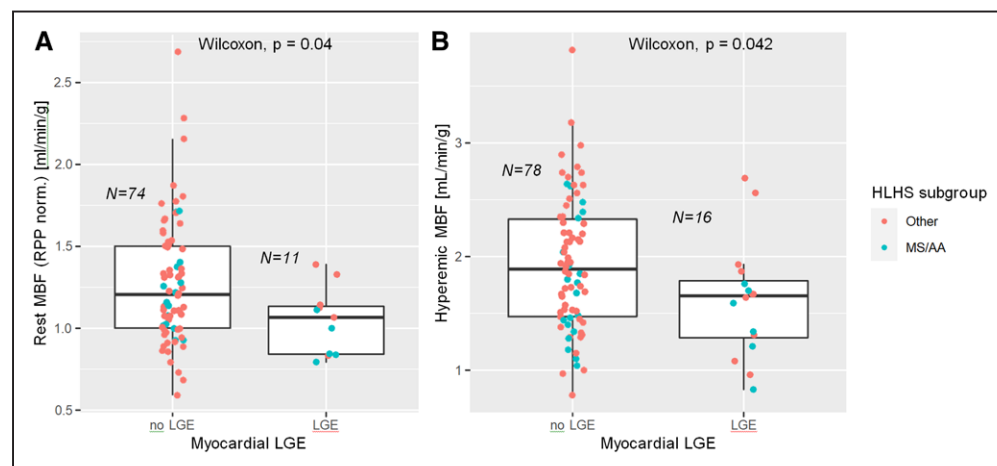 A
Wilcoxon, p = 0.04
Rest MBF (RPP norm.) [ml/min/g]
2.5
2.0
1.5
1.0
0.5
N=74
N=11
no LGE
LGE
Myocardial LGE
B
Wilcoxon, p = 0.042
Hyperemic MBF [mL/min/g]
3
2
1
N=78
N=16
no LGE
LGE
Myocardial LGE
HLHS subgroup
Other
MS/AA